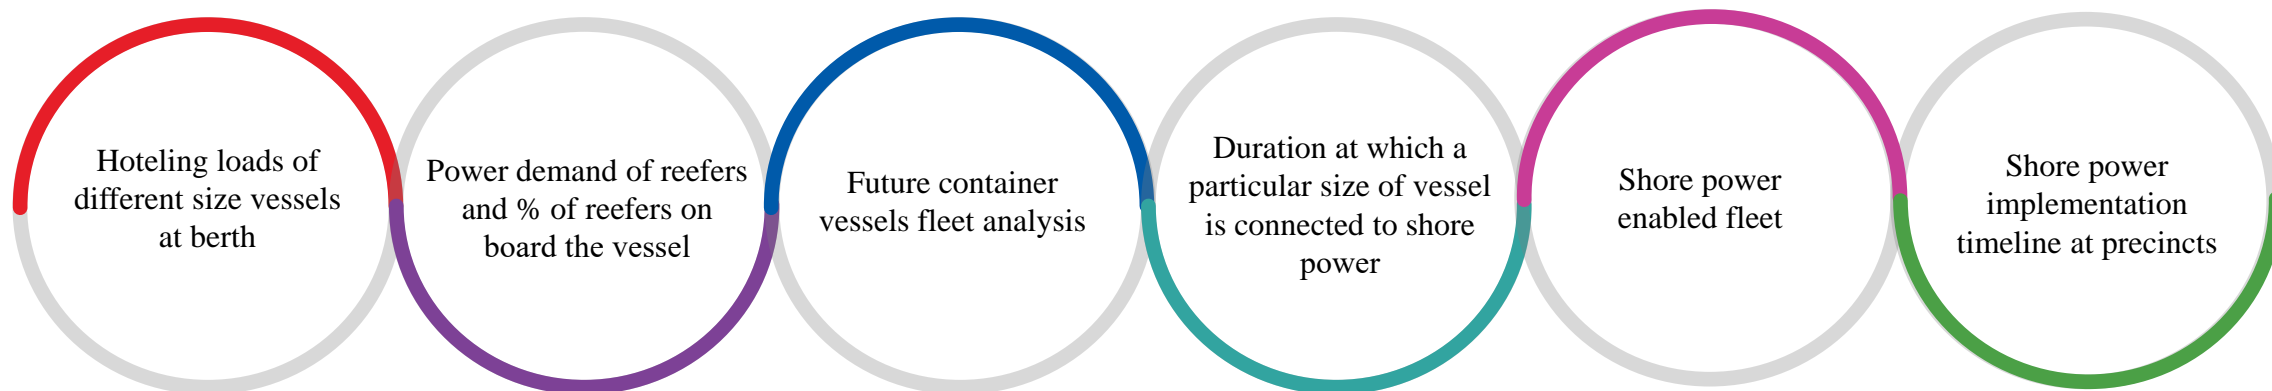 Hoteling loads of
different size vessels
at berth
Power demand of reefers
and % of reefers on
board the vessel
Future container
vessels fleet analysis
Duration at which a
particular size of vessel
is connected to shore
power
Shore power
enabled fleet
Shore power
implementation
timeline at precincts